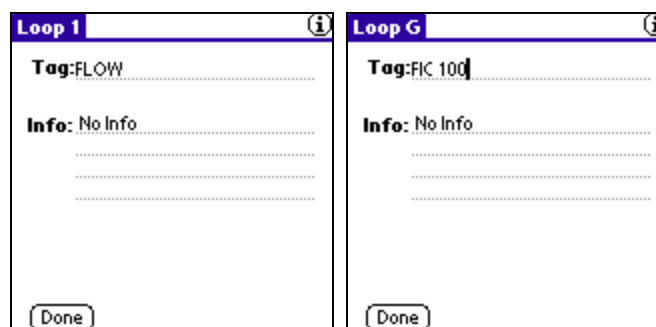 Loop 1
Tag: FLOW
Info: No Info
Done
Loop G
Tag: FIC 100
Info: No Info
Done